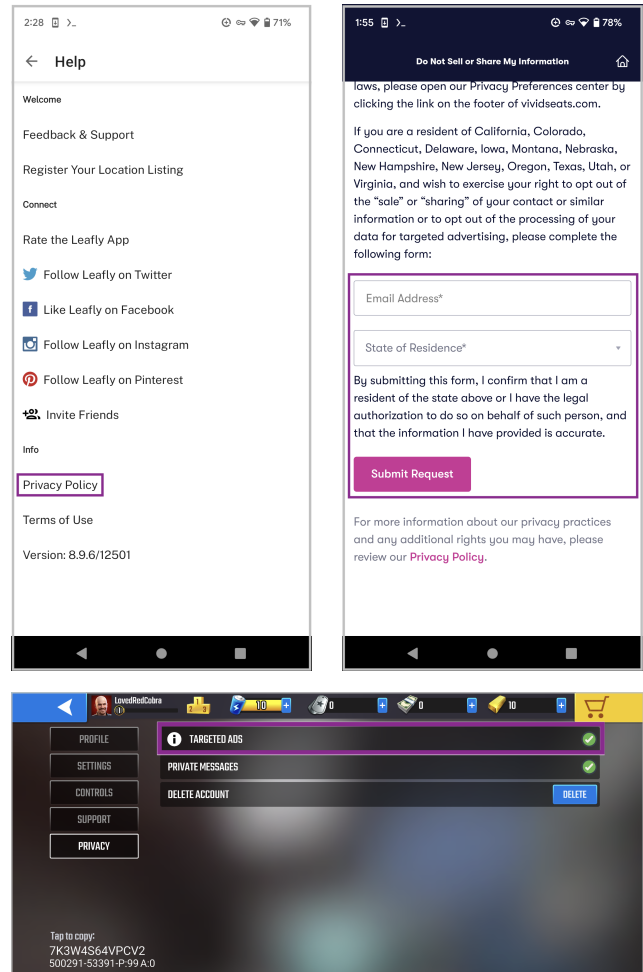 2:28
71%
Help
Welcome
Feedback & Support
Register Your Location Listing
Connect
Rate the Leafly App
Follow Leafly on Twitter
Like Leafly on Facebook
Follow Leafly on Instagram
Follow Leafly on Pinterest
Invite Friends
Info
Privacy Policy
Terms of Use
Version: 8.9.6/12501
1:55
78%
Do Not Sell or Share My Information
laws, please open our Privacy Preferences center by
clicking the link on the footer of vividseats.com.
If you are a resident of California, Colorado,
Connecticut, Delaware, Iowa, Montana, Nebraska,
New Hampshire, New Jersey, Oregon, Texas, Utah, or
Virginia, and wish to exercise your right to opt out of
the “sale” or “sharing” of your contact or similar
information or to opt out of the processing of your
data for targeted advertising, please complete the
following form:
Email Address*
State of Residence*
By submitting this form, I confirm that I am a
resident of the state above or I have the legal
authorization to do so on behalf of such person, and
that the information I have provided is accurate.
Submit Request
For more information about our privacy practices
and any additional rights you may have, please
review our Privacy Policy.
LovedRedCobra
1
2 3
10
0
0
10
PROFILE
SETTINGS
CONTROLS
SUPPORT
PRIVACY
TARGETED ADS
PRIVATE MESSAGES
DELETE ACCOUNT
DELETE
Tap to copy:
7K3W4S64VPCV2
500291-53391-P:99 A:0